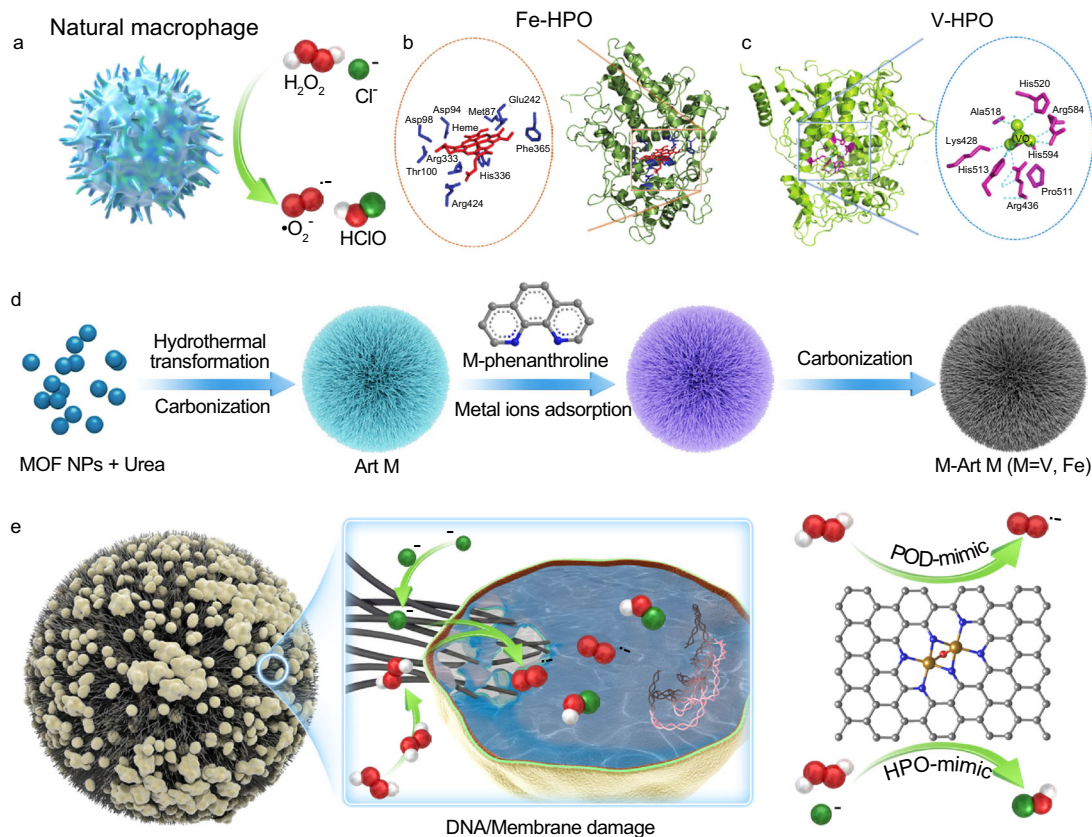 a
Natural macrophage
H₂O₂
Cl⁻
•O₂⁻
HClO
b
Fe-HPO
Asp94
Met87
Glu242
Asp98
Heme
Phe365
Arg333
Thr100
His336
Arg424
c
V-HPO
His520
Ala518
Arg584
VO
Lys428
His594
His513
Pro511
Arg436
d
Hydrothermal
transformation
Carbonization
MOF NPs + Urea
Art M
M-phenanthroline
Metal ions adsorption
Carbonization
M-Art M (M=V, Fe)
e
DNA/Membrane damage
POD-mimic
HPO-mimic